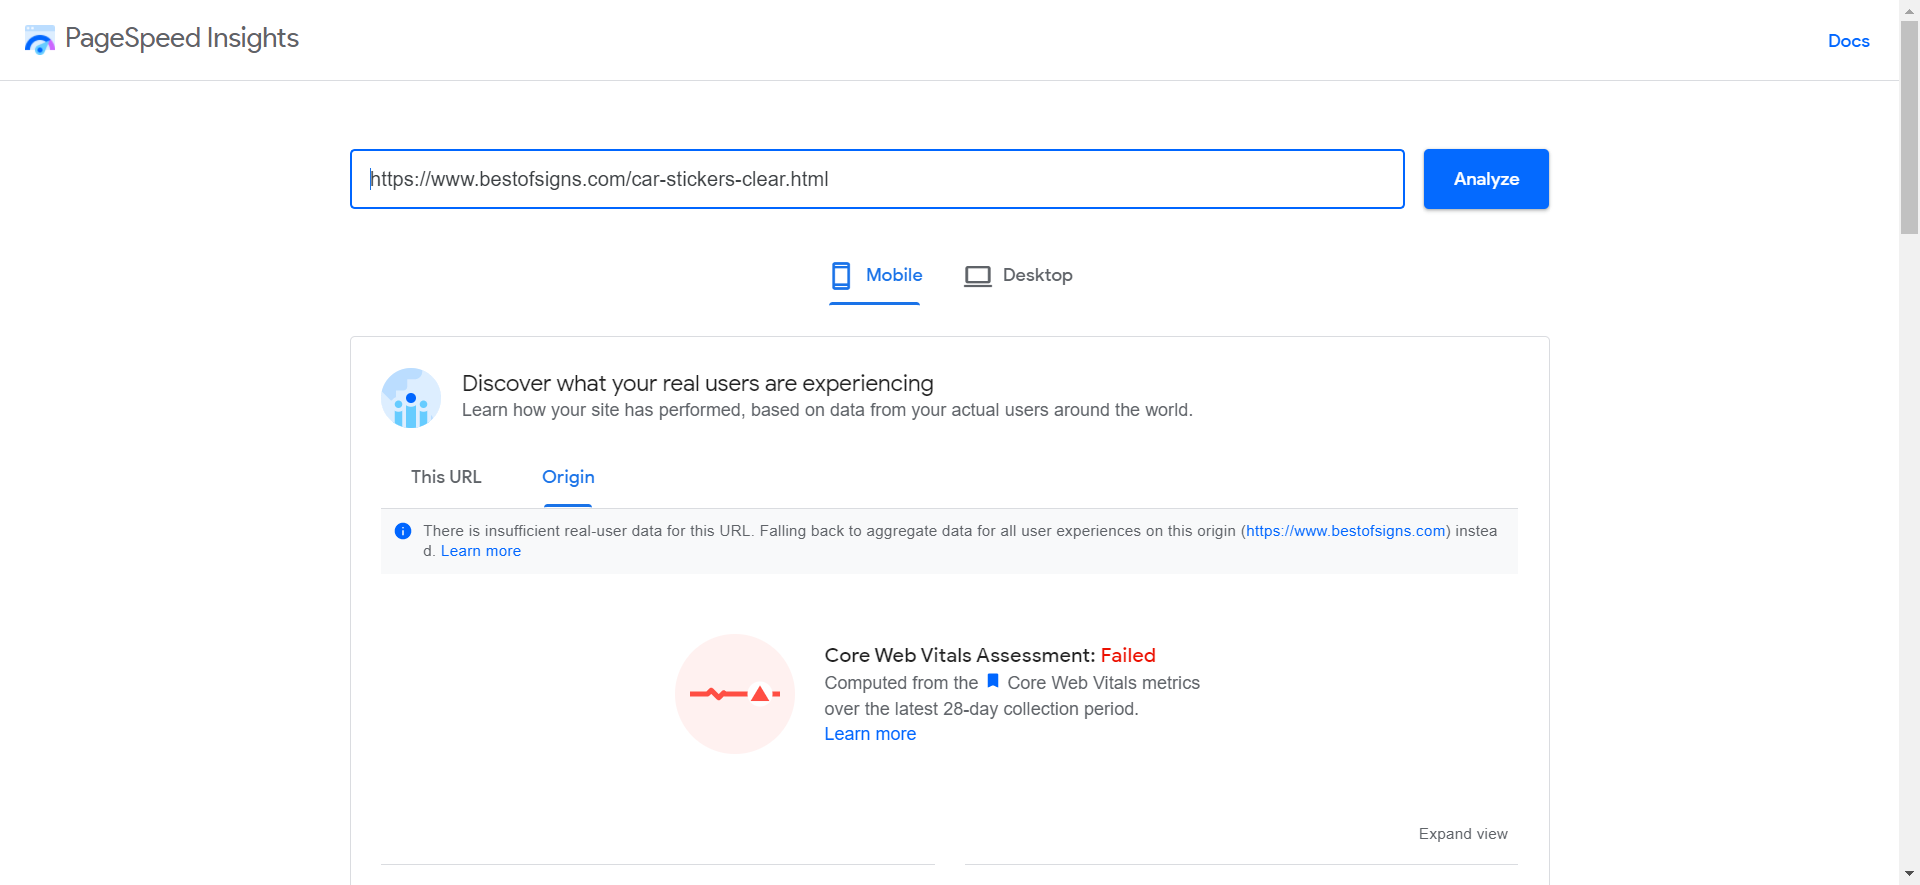 PageSpeed Insights
Docs
https://www.bestofsigns.com/car-stickers-clear.html
Analyze
Mobile
Desktop
Discover what your real users are experiencing
Learn how your site has performed, based on data from your actual users around the world.
This URL
Origin
There is insufficient real-user data for this URL. Falling back to aggregate data for all user experiences on this origin (https://www.bestofsigns.com) instea
d. Learn more
Core Web Vitals Assessment: Failed
Computed from the Core Web Vitals metrics
over the latest 28-day collection period.
Learn more
Expand view